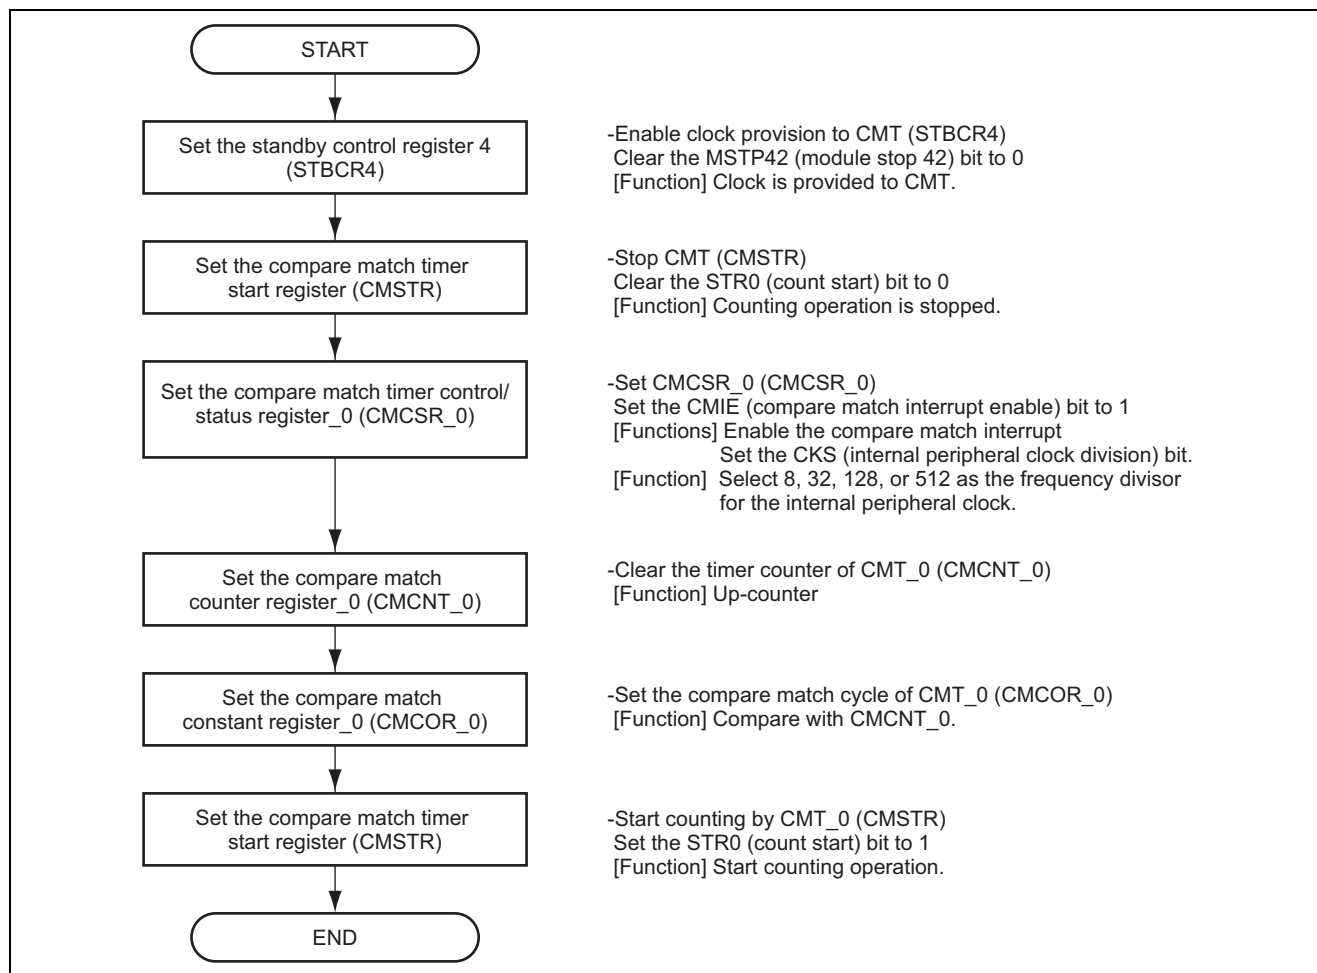 START
Set the standby control register 4
(STBCR4)
-Enable clock provision to CMT (STBCR4)
Clear the MSTP42 (module stop 42) bit to 0
[Function] Clock is provided to CMT.
Set the compare match timer
start register (CMSTR)
-Stop CMT (CMSTR)
Clear the STR0 (count start) bit to 0
[Function] Counting operation is stopped.
Set the compare match timer control/
status register_0 (CMCSR_0)
-Set CMCSR_0 (CMCSR_0)
Set the CMIE (compare match interrupt enable) bit to 1
[Functions] Enable the compare match interrupt
Set the CKS (internal peripheral clock division) bit.
[Function] Select 8, 32, 128, or 512 as the frequency divisor
for the internal peripheral clock.
Set the compare match
counter register_0 (CMCNT_0)
-Clear the timer counter of CMT_0 (CMCNT_0)
[Function] Up-counter
Set the compare match
constant register_0 (CMCOR_0)
-Set the compare match cycle of CMT_0 (CMCOR_0)
[Function] Compare with CMCNT_0.
Set the compare match timer
start register (CMSTR)
-Start counting by CMT_0 (CMSTR)
Set the STR0 (count start) bit to 1
[Function] Start counting operation.
END